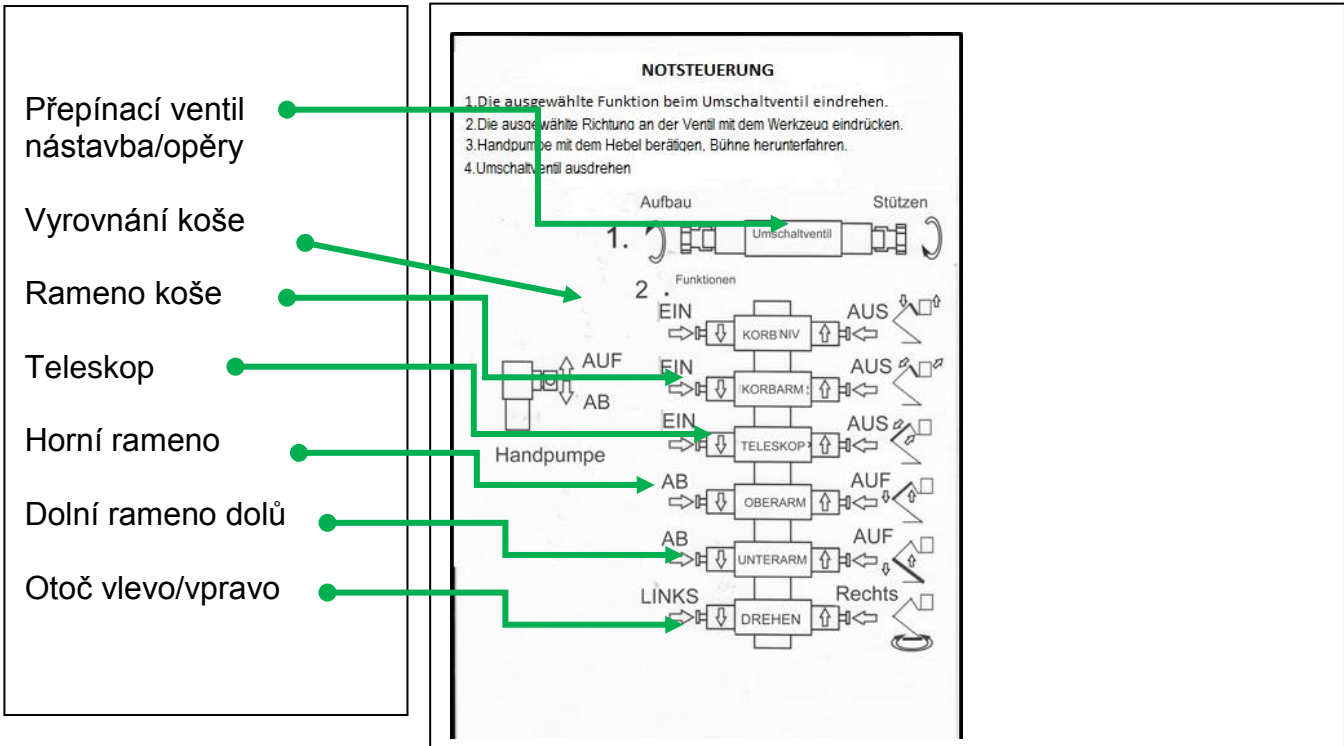 Přepínací ventil
nástavba/opěry
Vyrovnání koše
Rameno koše
Teleskop
Horní rameno
Dolní rameno dolů
Otoč vlevo/vpravo
NOTSTEUERUNG
1.Die ausgewählte Funktion beim Umschaltventil eindrehen.
2.Die ausgewählte Richtung an der Ventil mit dem Werkzeug eindrücken.
3.Handpumpe mit dem Hebel berätigen, Bühne herunterfahren.
4.Umschaltventil ausdrehen
Aufbau Stützen
1. Umschaltventil
2 . Funktionen
EIN KORB NIV AUS
EIN KORBARM AUS
EIN TELESKOP AUS
AB OBERARM AUF
AB UNTERARM AUF
LINKS DREHEN Rechts
AUF
AB
Handpumpe